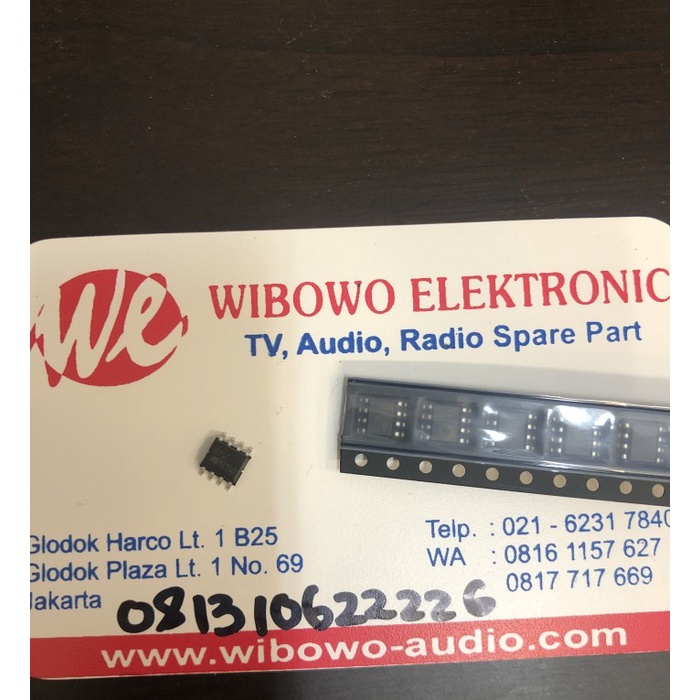 We
WIBOWO ELEKTRONIC
TV, Audio, Radio Spare Part
Glodok Harco Lt. 1 B25
Glodok Plaza Lt. 1 No. 69
Jakarta
Telp. : 021 - 6231 7840
WA : 0816 1157 627
0817 717 669
081310622226
www.wibowo-audio.com